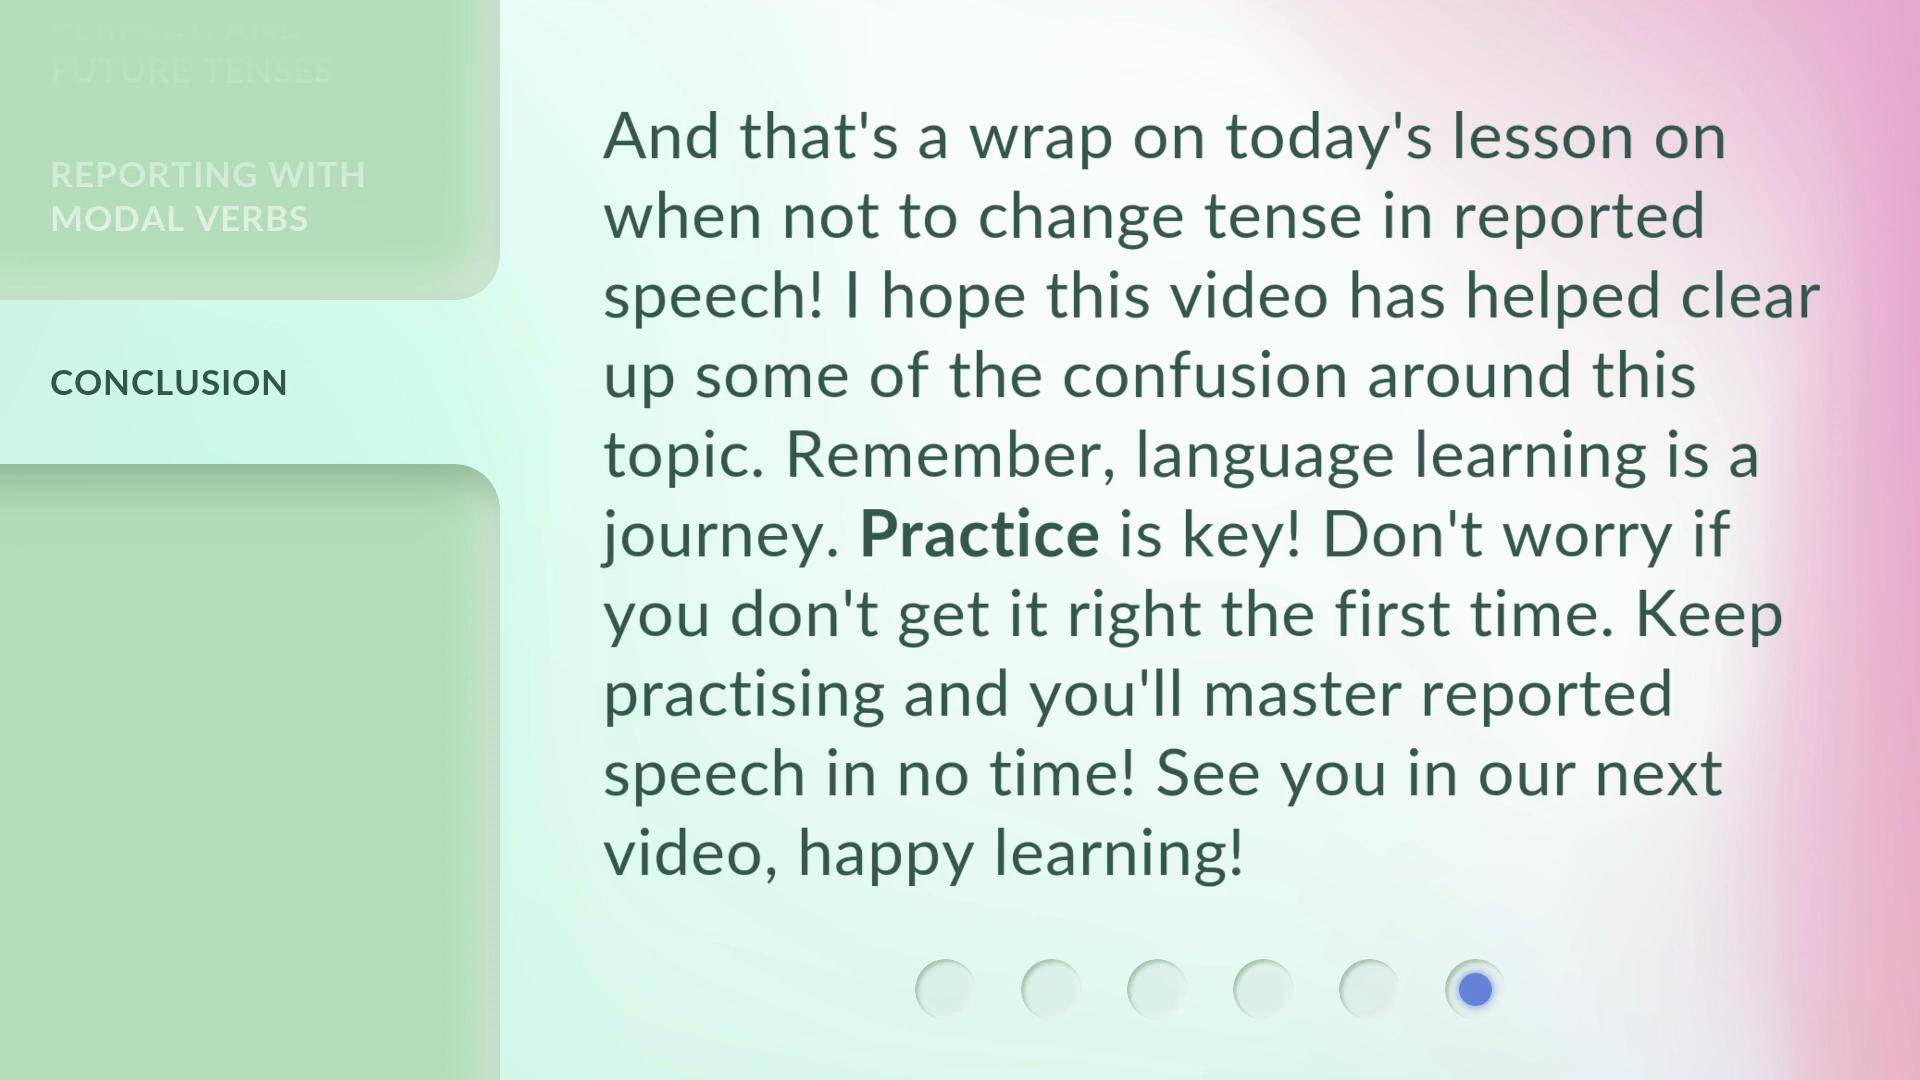 FUTURE TENSES
REPORTING WITH
MODAL VERBS
CONCLUSION
And that's a wrap on today's lesson on
when not to change tense in reported
speech! I hope this video has helped clear
up some of the confusion around this
topic. Remember, language learning is a
journey. Practice is key! Don't worry if
you don't get it right the first time. Keep
practising and you'll master reported
speech in no time! See you in our next
video, happy learning!